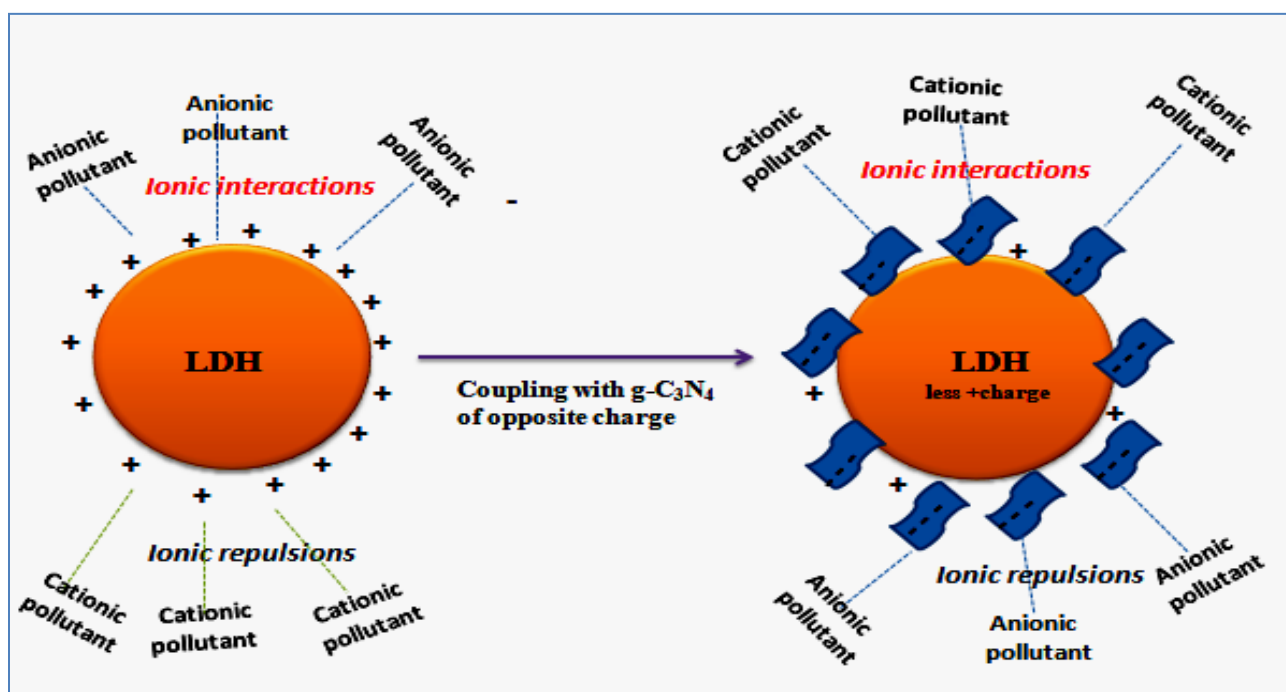 Anionic
pollutant
Anionic
pollutant
Anionic
pollutant
Ionic interactions
-
+ + + + + + + + + + + + + + + + +
LDH
Ionic repulsions
Cationic
pollutant
Cationic
pollutant
Cationic
pollutant
Coupling with g-C₃N₄
of opposite charge
Cationic
pollutant
Cationic
pollutant
Cationic
pollutant
Ionic interactions
+ + + +
LDH
less +charge
Ionic repulsions
Anionic
pollutant
Anionic
pollutant
Anionic
pollutant